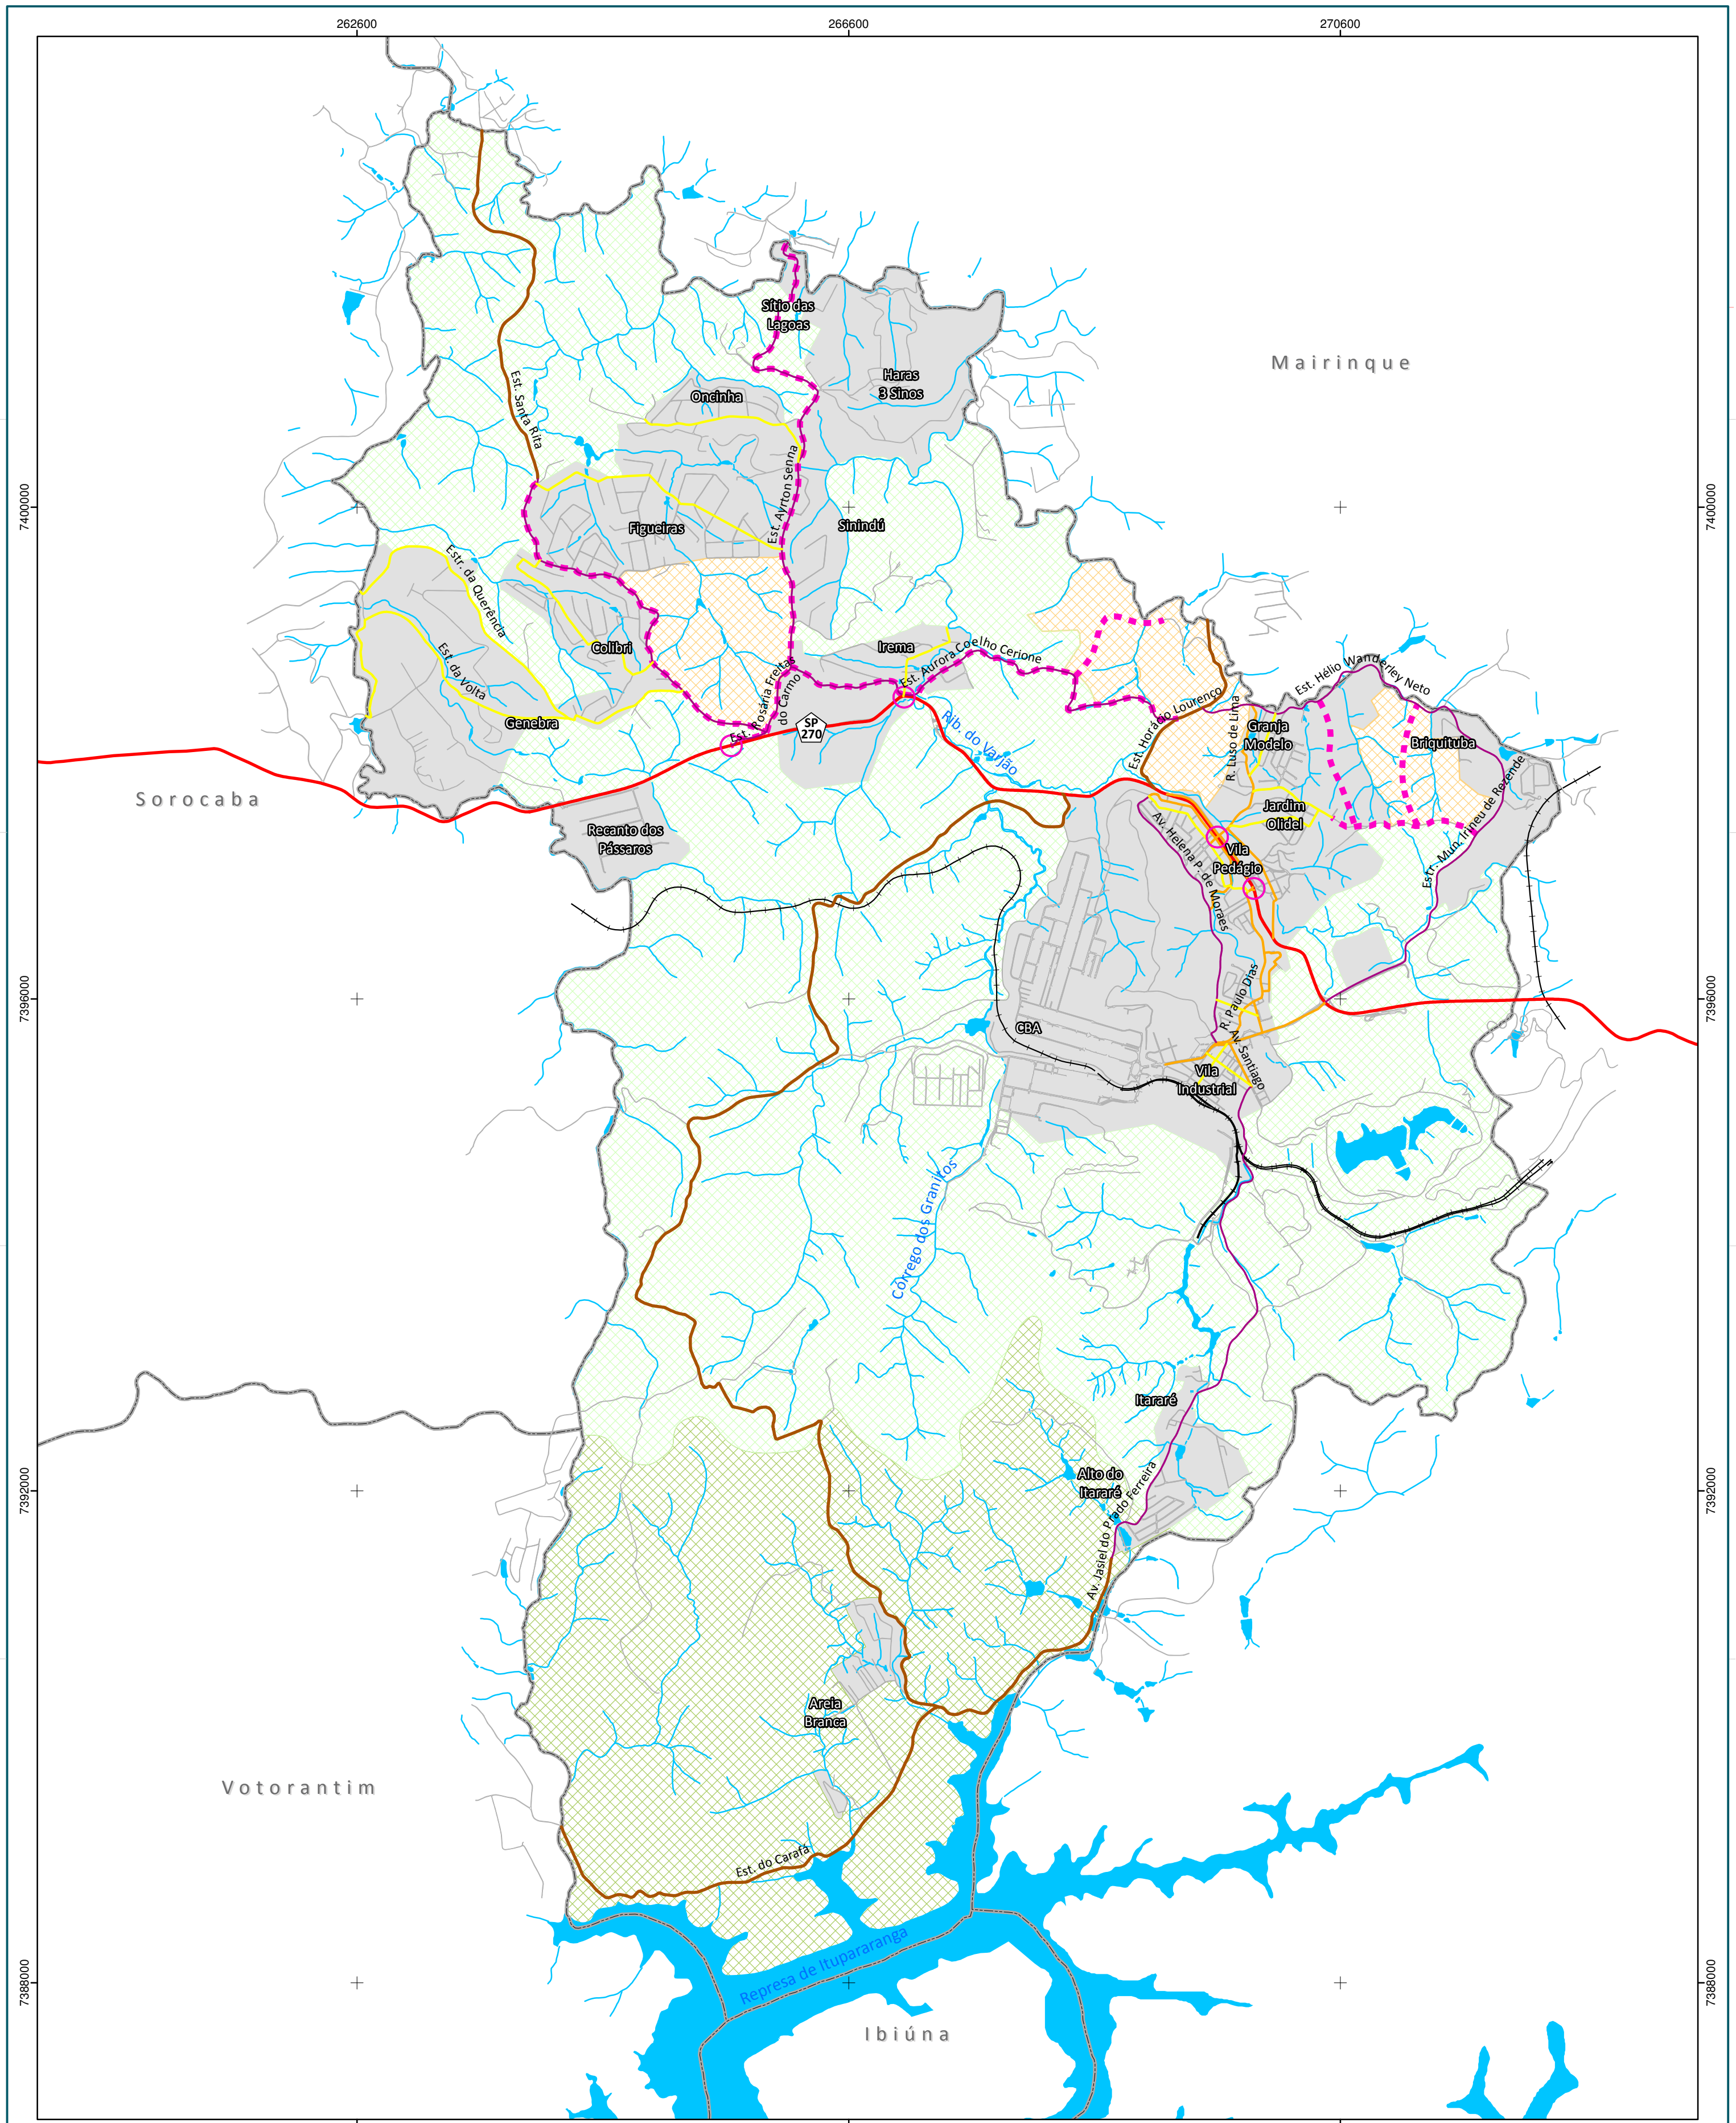 262600
266600
270600
Mairinque
Sítio das
Lagoas
Haras
3 Sinos
Oncinha
Est. Santa Rita
Est. Ayrton Senna
7400000
7400000
Figueiras
Sinindú
Estr. da Querência
Colibri
Irema
Est. Aurora Coelho Cerione
Est. da Volta
Est. Rosária Freitas
do Carmo
Est. Hélio Wanderley Neto
Est. Horácio Lourenço
R. Luso de Lima
Genebra
SP
270
Rib. do Varjão
Granja
Modelo
Briquituba
Sorocaba
Jardim
Olidel
Estr. Mun. Irineu de Rezende
Recanto dos
Pássaros
Av. Helena P. de Moraes
Vila
Pedágio
7396000
7396000
R. Paulo Dias
CBA
Av. Santiago
Vila
Industrial
Córrego dos Granitos
Itararé
Alto do
Itararé
7392000
7392000
Av. Jasiel do Prado Ferreira
Areia
Branca
Votorantim
Est. do Carafá
Represa de Itupararanga
7388000
7388000
Ibiúna